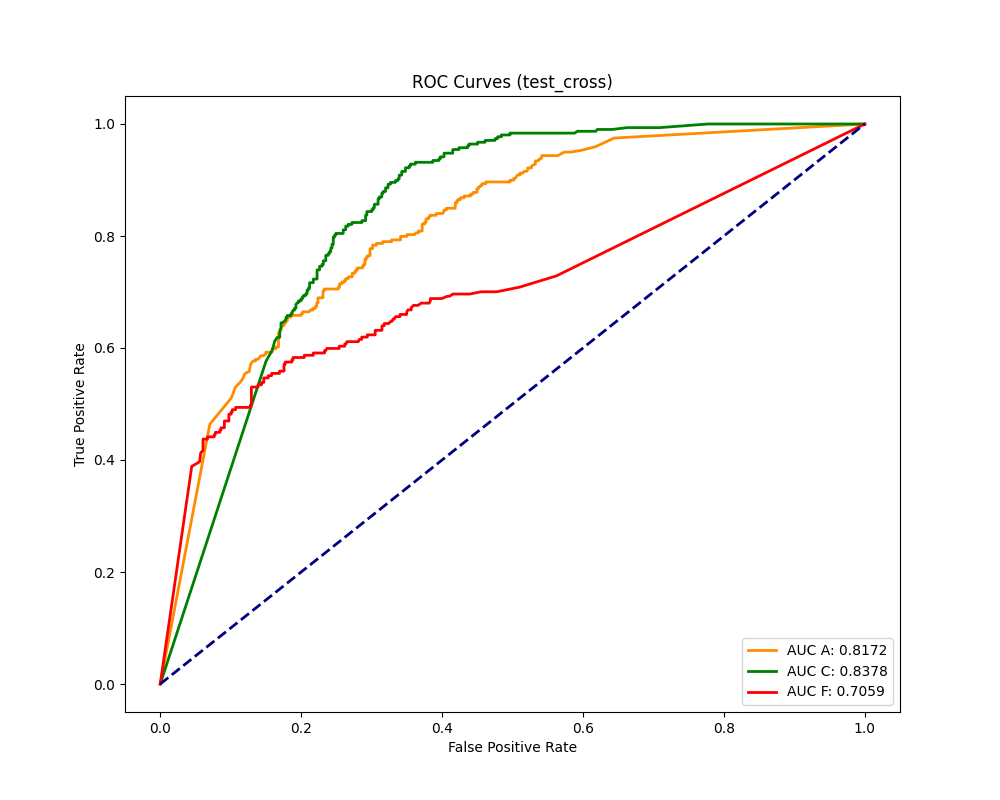 ROC Curves (test_cross)
True Positive Rate
1.0
0.8
0.6
0.4
0.2
0.0
0.0 0.2 0.4 0.6 0.8 1.0
False Positive Rate
AUC A: 0.8172
AUC C: 0.8378
AUC F: 0.7059